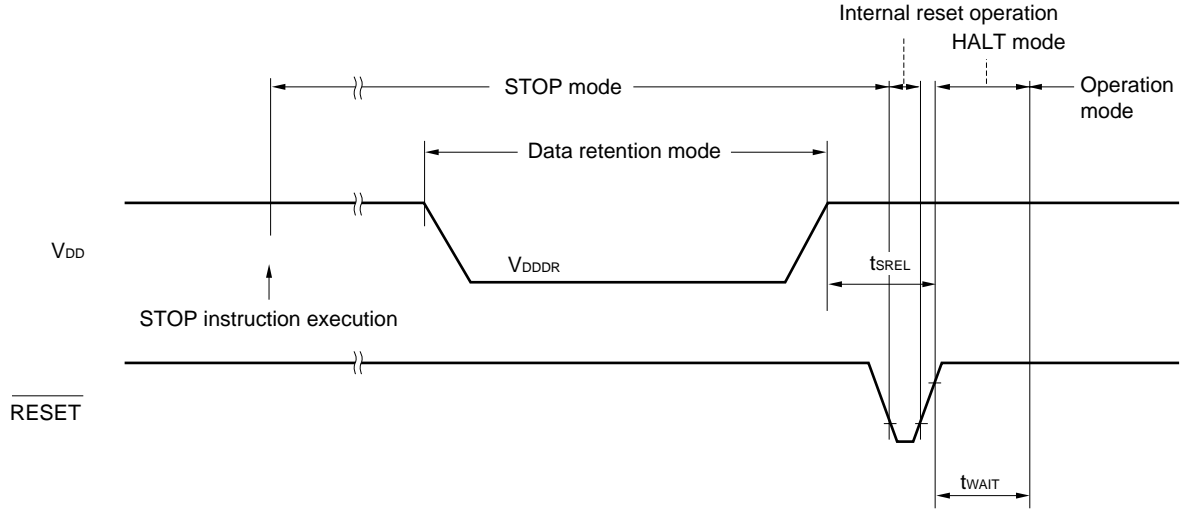 Internal reset operation
HALT mode
STOP mode
Operation
mode
Data retention mode
VDD
VDDDR
tSREL
STOP instruction execution
RESET
tWAIT